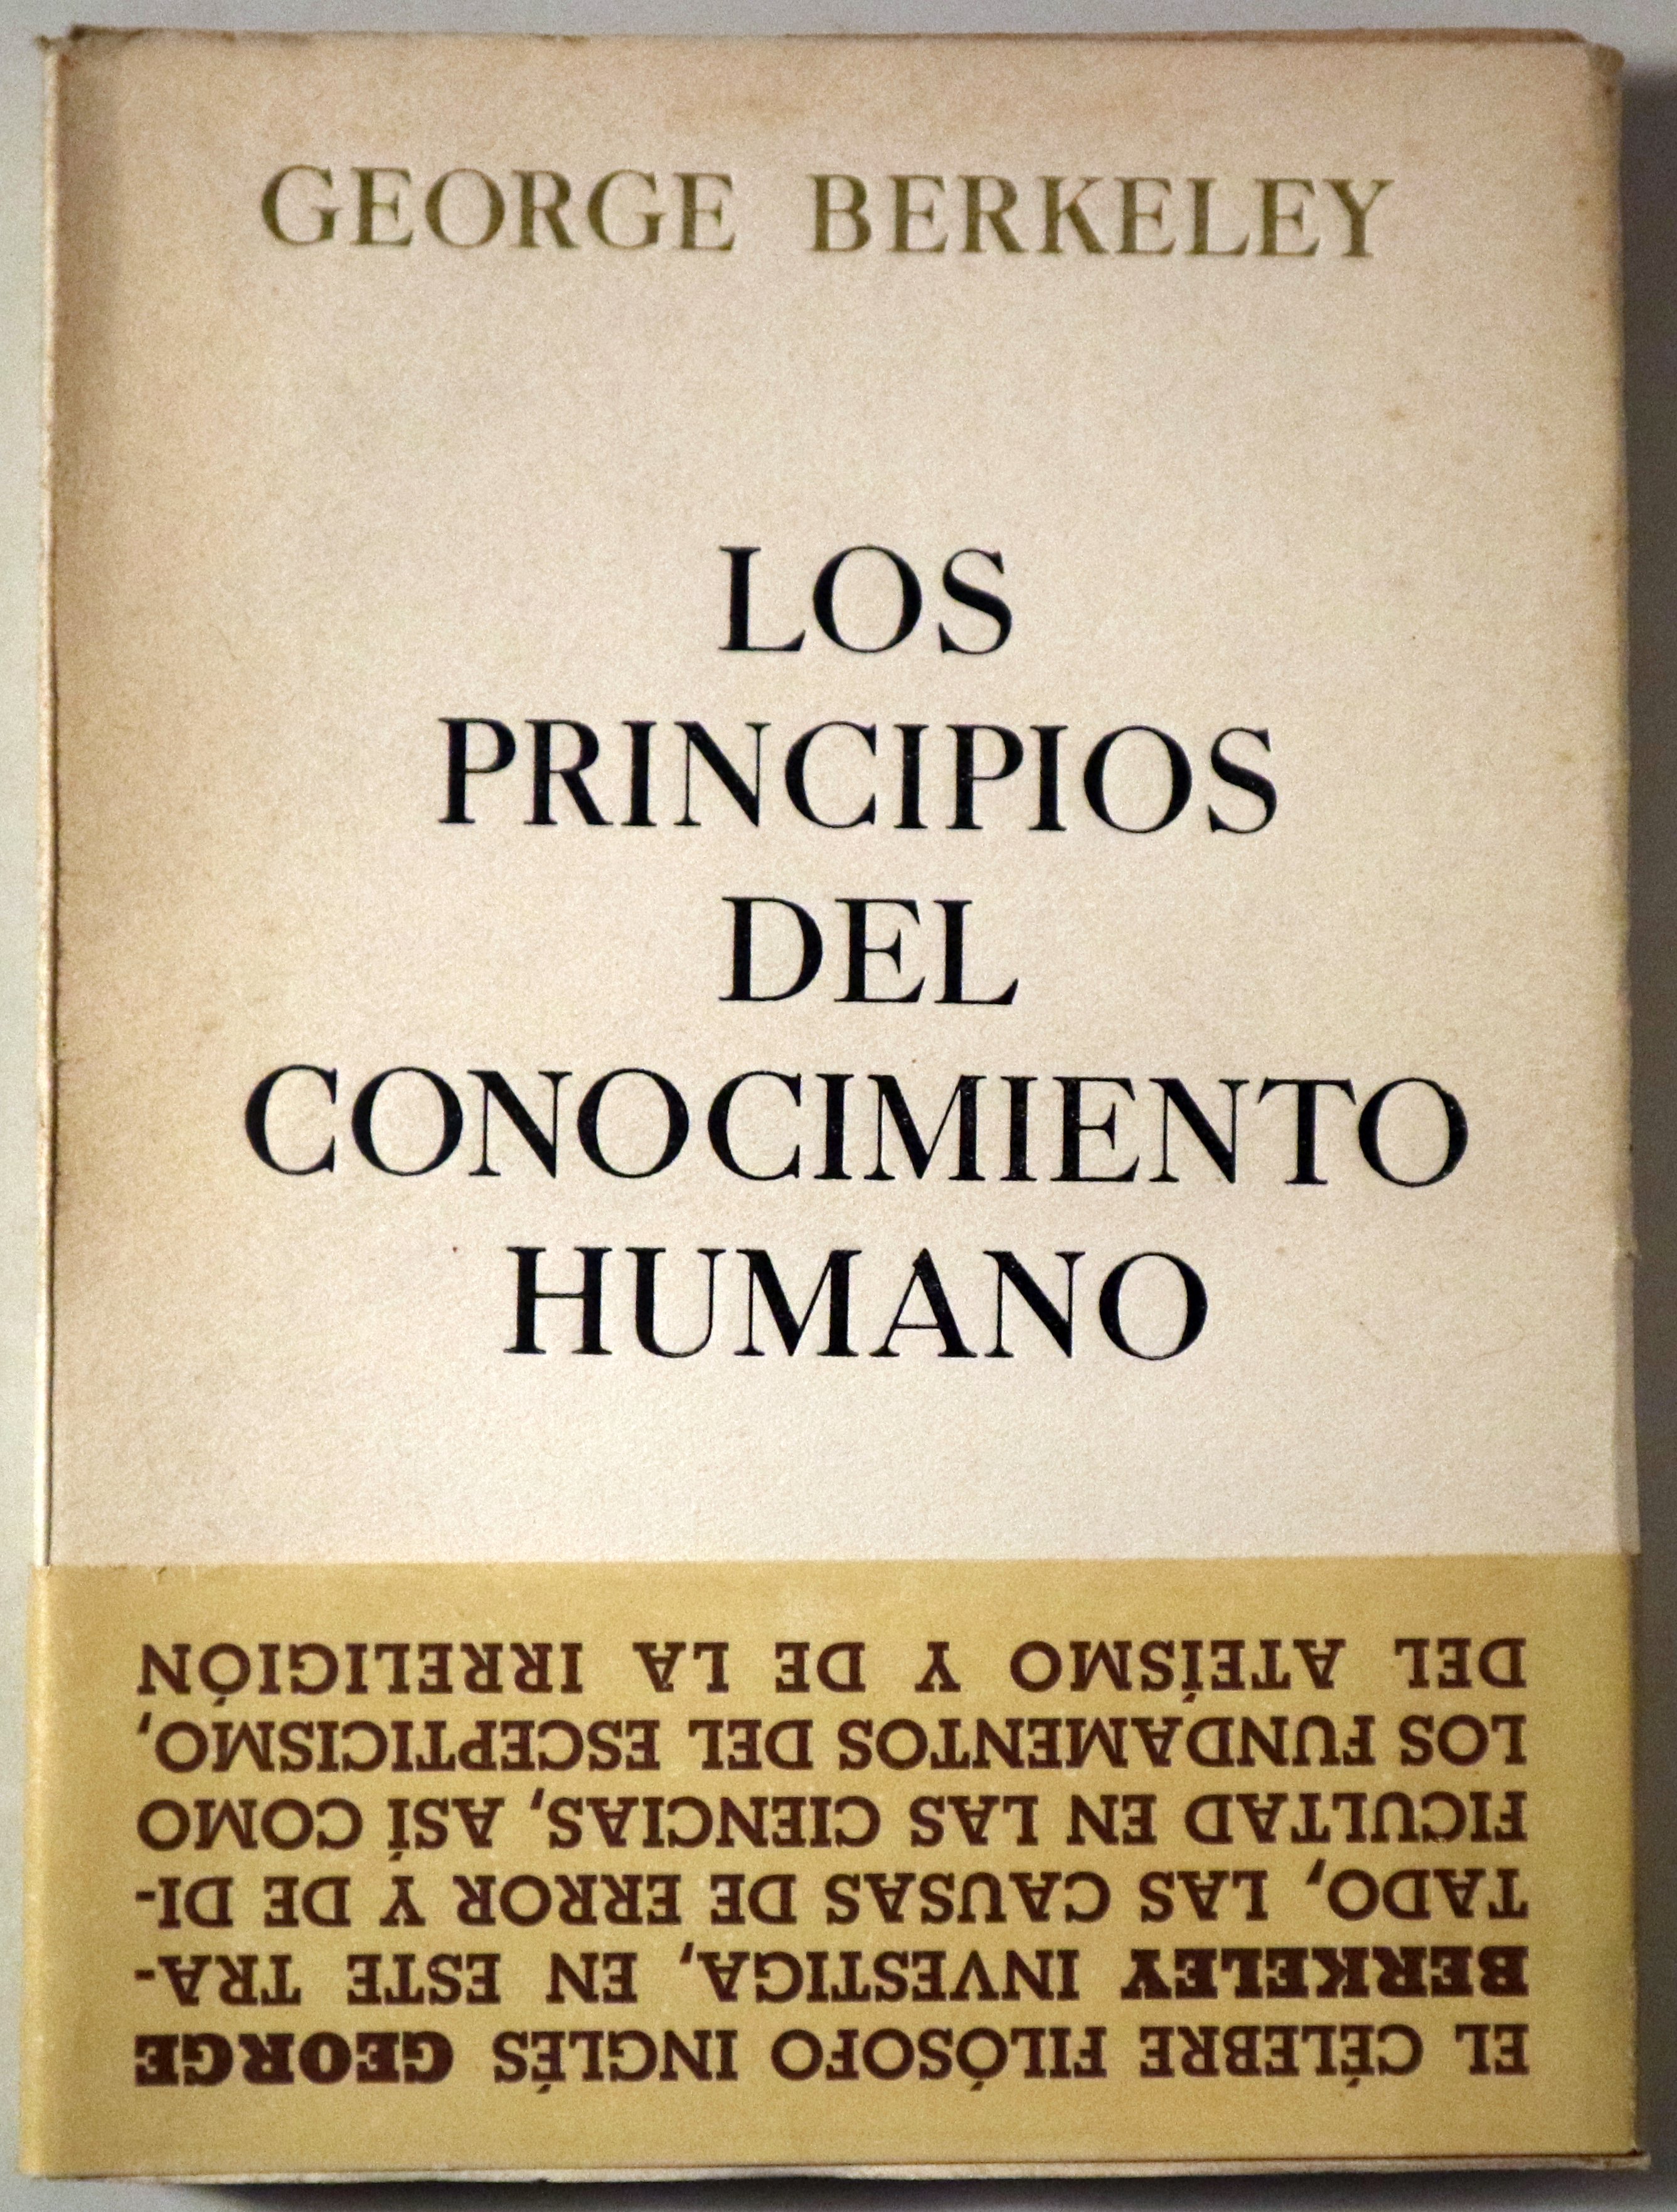 GEORGE BERKELEY
LOS
PRINCIPIOS
DEL
CONOCIMIENTO
HUMANO
EL CÉLEBRE FILÓSOFO INGLÉS GEORGE
BERKELEY INVESTIGA, EN ESTE TRA-
TADO, LAS CAUSAS DE ERROR Y DE DI-
FICULTAD EN LAS CIENCIAS, ASÍ COMO
LOS FUNDAMENTOS DEL ESCEPTICISMO,
DEL ATEÍSMO Y DE LA IRRELIGIÓN